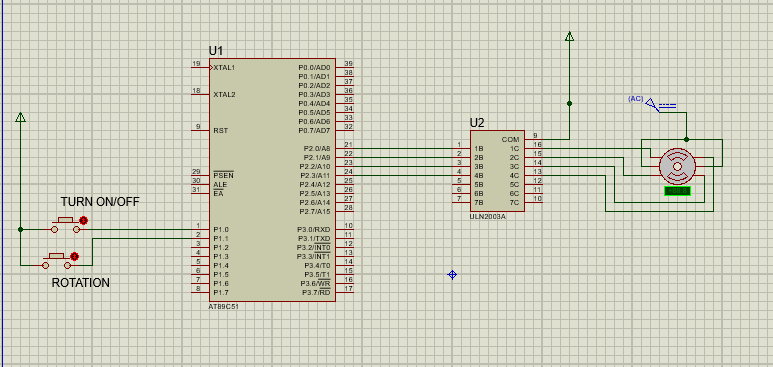 U1
19 XTAL1 P0.0/AD0 39
P0.1/AD1 38
P0.2/AD2 37
18 XTAL2 P0.3/AD3 36
P0.4/AD4 35
P0.5/AD5 34
P0.6/AD6 33
9 RST P0.7/AD7 32
P2.0/A8 21
P2.1/A9 22
P2.2/A10 23
29 PSEN P2.3/A11 24
30 ALE P2.4/A12 25
31 EA P2.5/A13 26
P2.6/A14 27
P2.7/A15 28
1 P1.0 P3.0/RXD 10
2 P1.1 P3.1/TXD 11
3 P1.2 P3.2/INT0 12
4 P1.3 P3.3/INT1 13
5 P1.4 P3.4/T0 14
6 P1.5 P3.5/T1 15
7 P1.6 P3.6/WR 16
8 P1.7 P3.7/RD 17
AT89C51
TURN ON/OFF
ROTATION
U2
COM 9
1 1B 1C 16
2 2B 2C 15
3 3B 3C 14
4 4B 4C 13
5 5B 5C 12
6 6B 6C 11
7 7B 7C 10
ULN2003A
(AC)